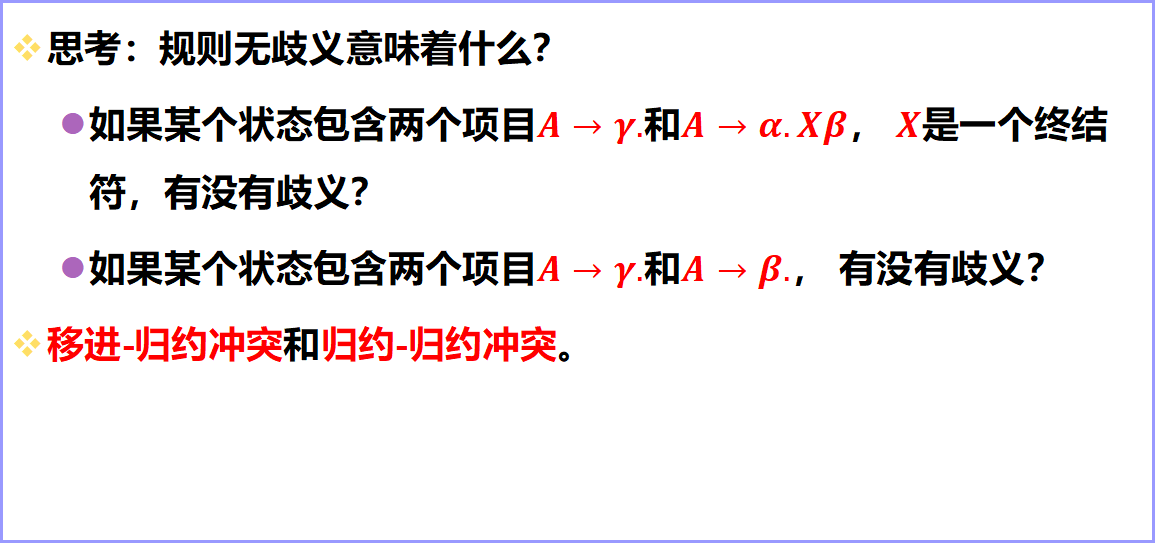 思考：规则无歧义意味着什么？
如果某个状态包含两个项目A → γ.和A → α.Xβ， X是一个终结
符，有没有歧义？
如果某个状态包含两个项目A → γ.和A → β.， 有没有歧义？
移进-归约冲突和归约-归约冲突。